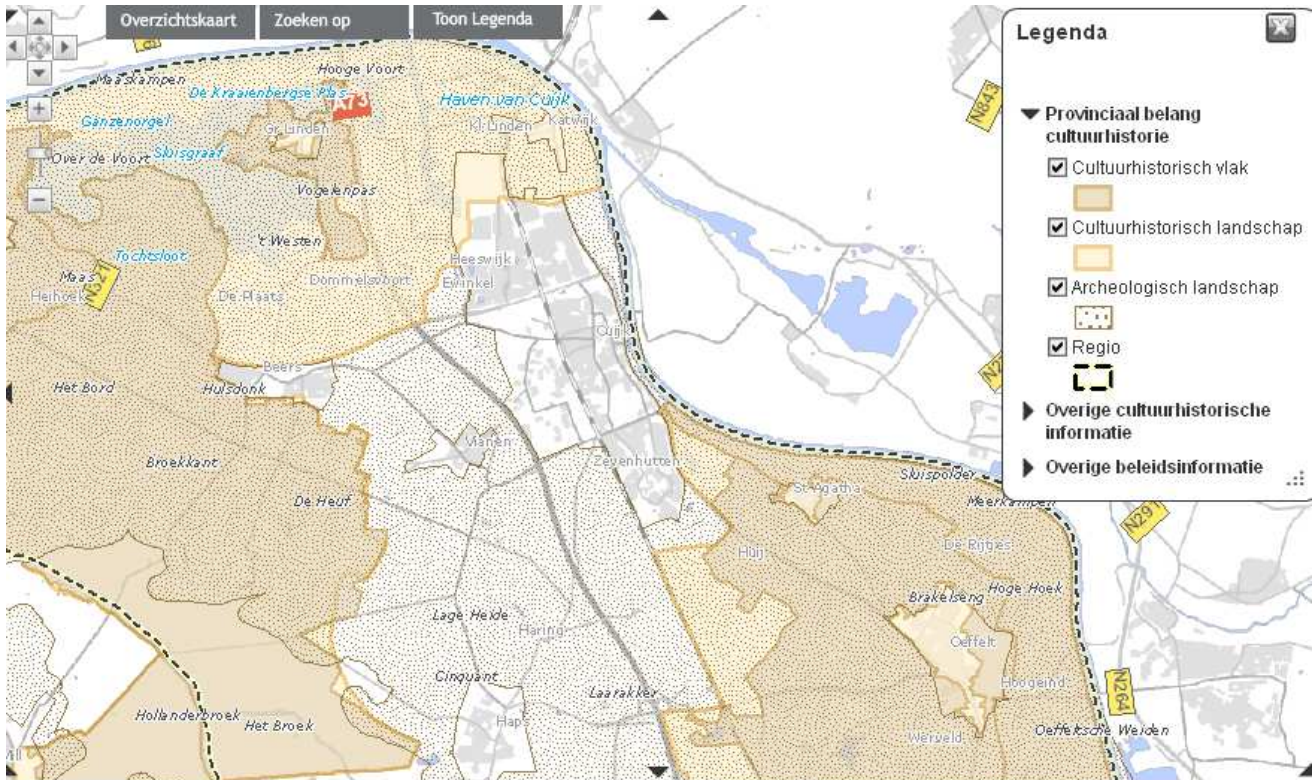 Overzichtskaart
Zoeken op
Toon Legenda
Legenda
Provinciaal belang
cultuurhistorie
Cultuurhistorisch vlak
Cultuurhistorisch landschap
Archeologisch landschap
Regio
Overige cultuurhistorische
informatie
Overige beleidsinformatie
Maaskampen
Hooge Voort
De Kraaienbergse Plas
A73
Haven van Cuijk
N843
Ganzenorgel
Gr. Linden
Kl. Linden
Katwijk
Over de Voort
Sluisgraaf
Vogelenpas
't Westen
Tochtsloot
Heeswijk
Ewinkel
Maas
Heihoek
N321
De Plaats
Dommelsvoort
Cuijk
Beers
Het Bord
Hulsdonk
Vianen
Broekkant
Zevenhutten
De Heuf
St Agatha
Sluispolder
Meerkampen
N291
Huij
De Rijtjes
Hoge Hoek
Brakelseng
Lage Heide
Haring
Oeffelt
Cinquant
Laarakker
Hoogeind
N264
Hollanderbroek
Het Broek
Haps
Werveld
Oeffeltsche Weiden